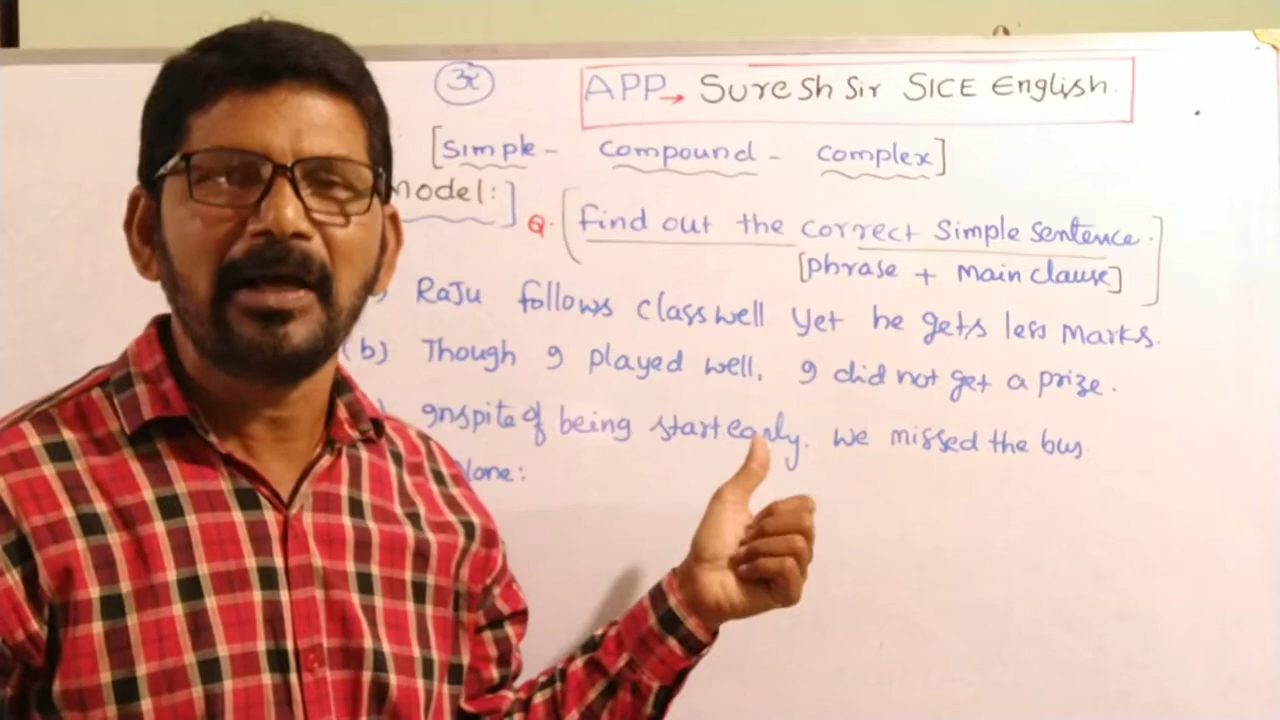 3x
APP → Suresh Sir SICE English.
[Simple - compound - complex]
Model:]
Q. [Find out the correct Simple sentence.
[phrase + Main clause]]
Raju follows class well yet he gets less Marks.
(b) Though I played well, I did not get a prize.
Inspite of being start early. we missed the bus.
None: